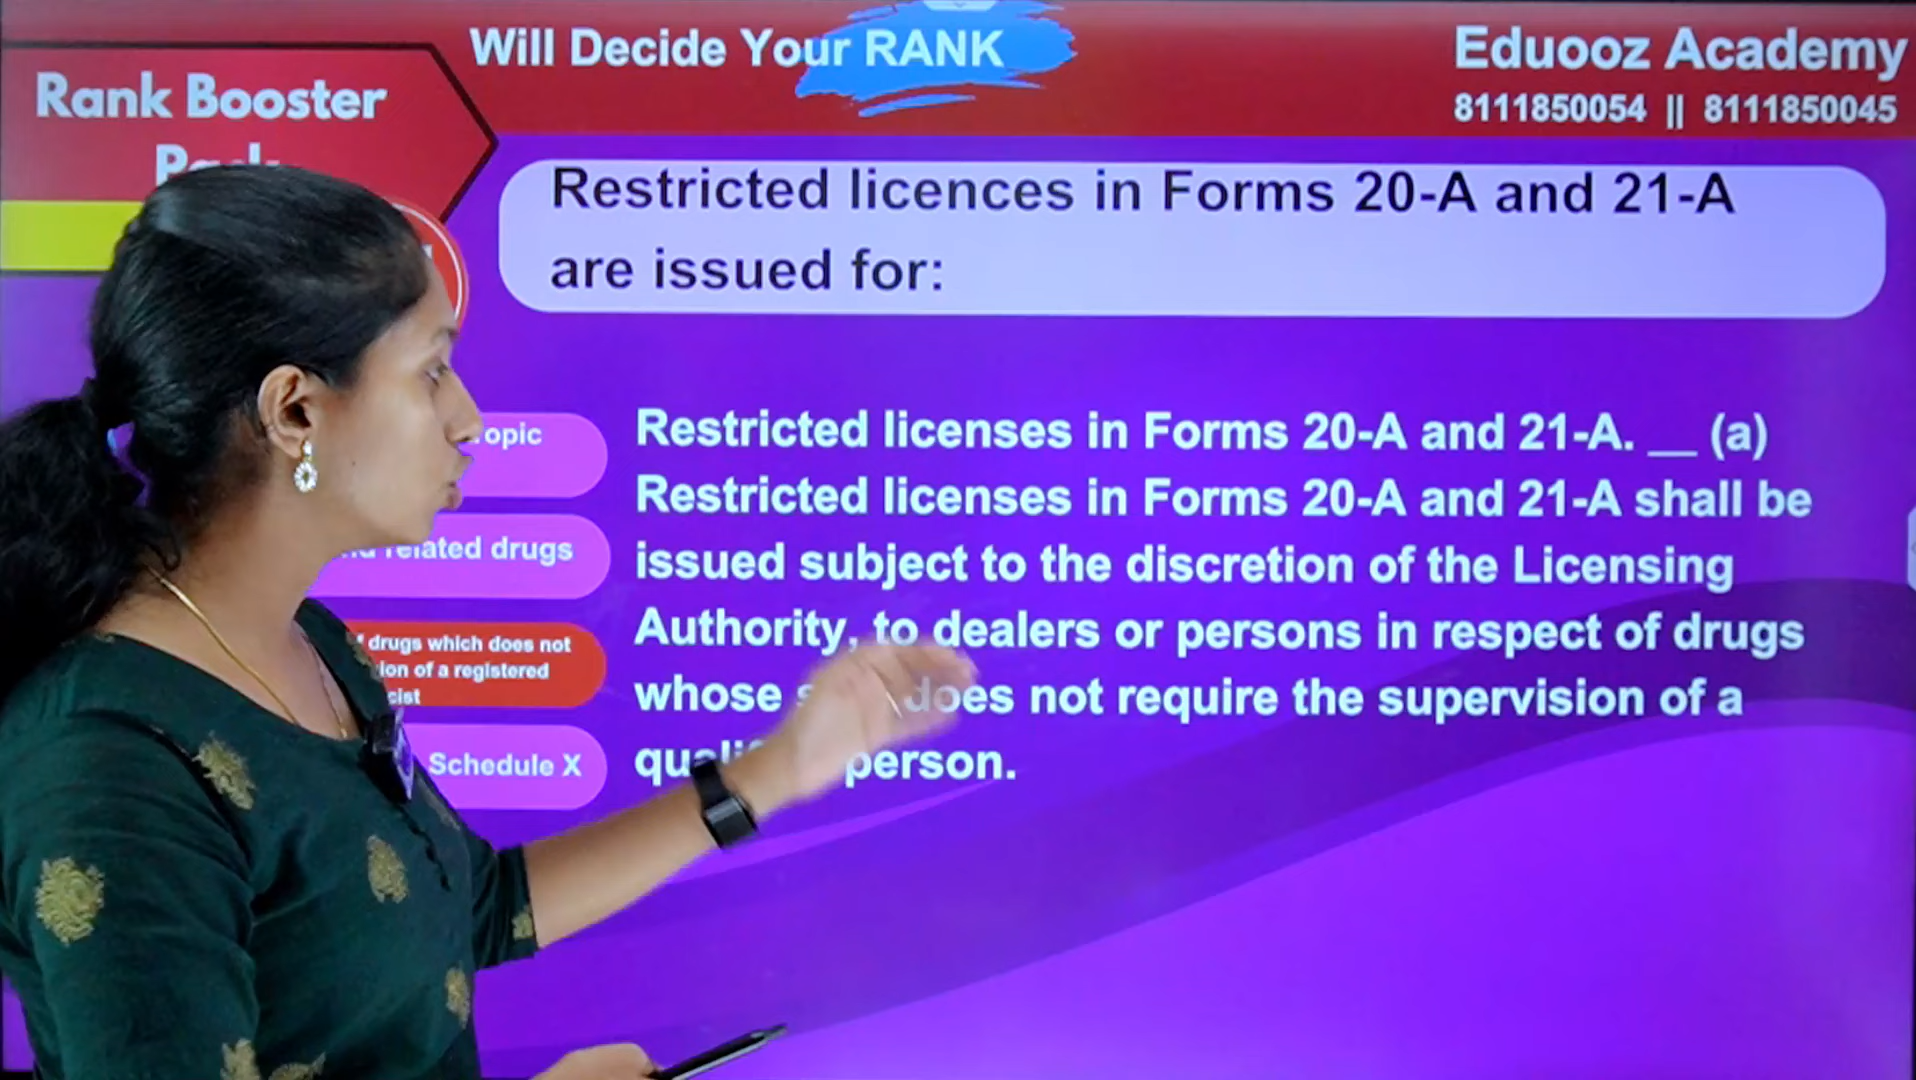 Will Decide Your RANK
Eduooz Academy
8111850054 || 8111850045
Rank Booster
Restricted licences in Forms 20-A and 21-A
are issued for:
related drugs
drugs which does not
of a registered
Schedule X
Restricted licenses in Forms 20-A and 21-A. __ (a)
Restricted licenses in Forms 20-A and 21-A shall be
issued subject to the discretion of the Licensing
Authority, to dealers or persons in respect of drugs
whose does not require the supervision of a
person.